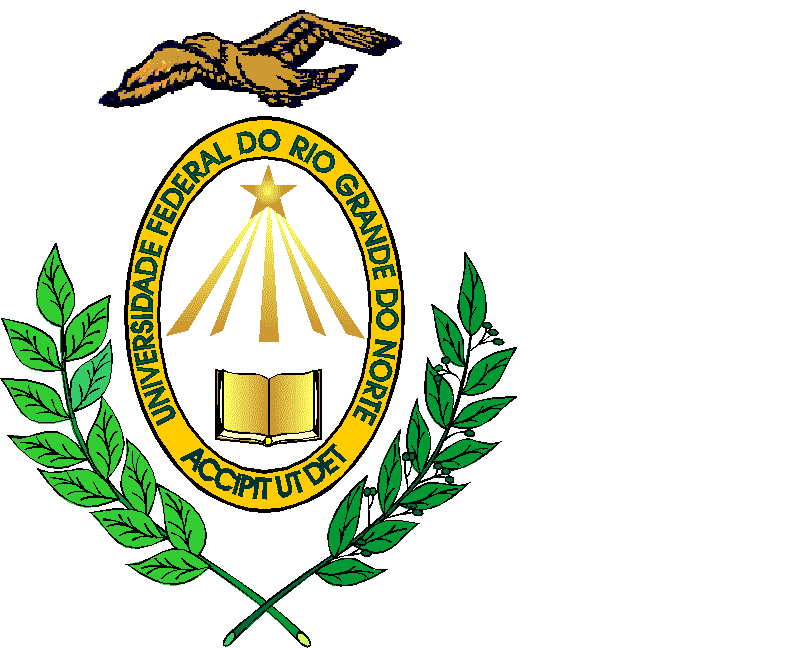 UNIVERSIDADE FEDERAL DO RIO GRANDE DO NORTE
ACCIPIT UT DET